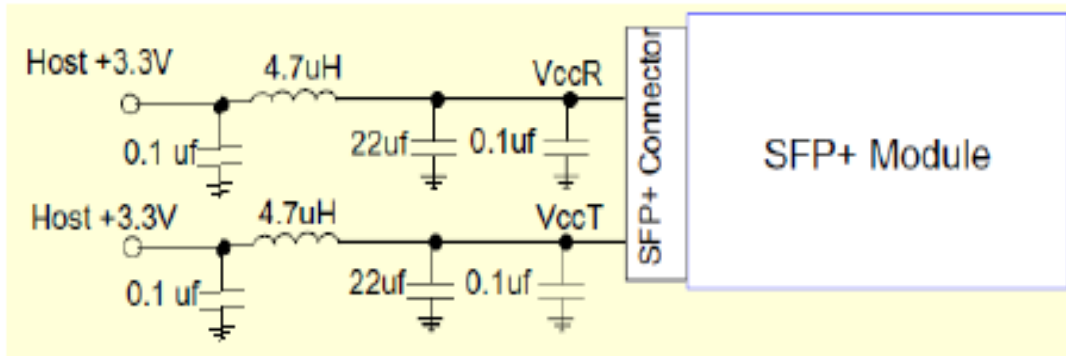 Host +3.3V
4.7uH
VccR
0.1 uf
22uf
0.1uf
Host +3.3V
4.7uH
VccT
0.1 uf
22uf
0.1uf
SFP+ Connector
SFP+ Module